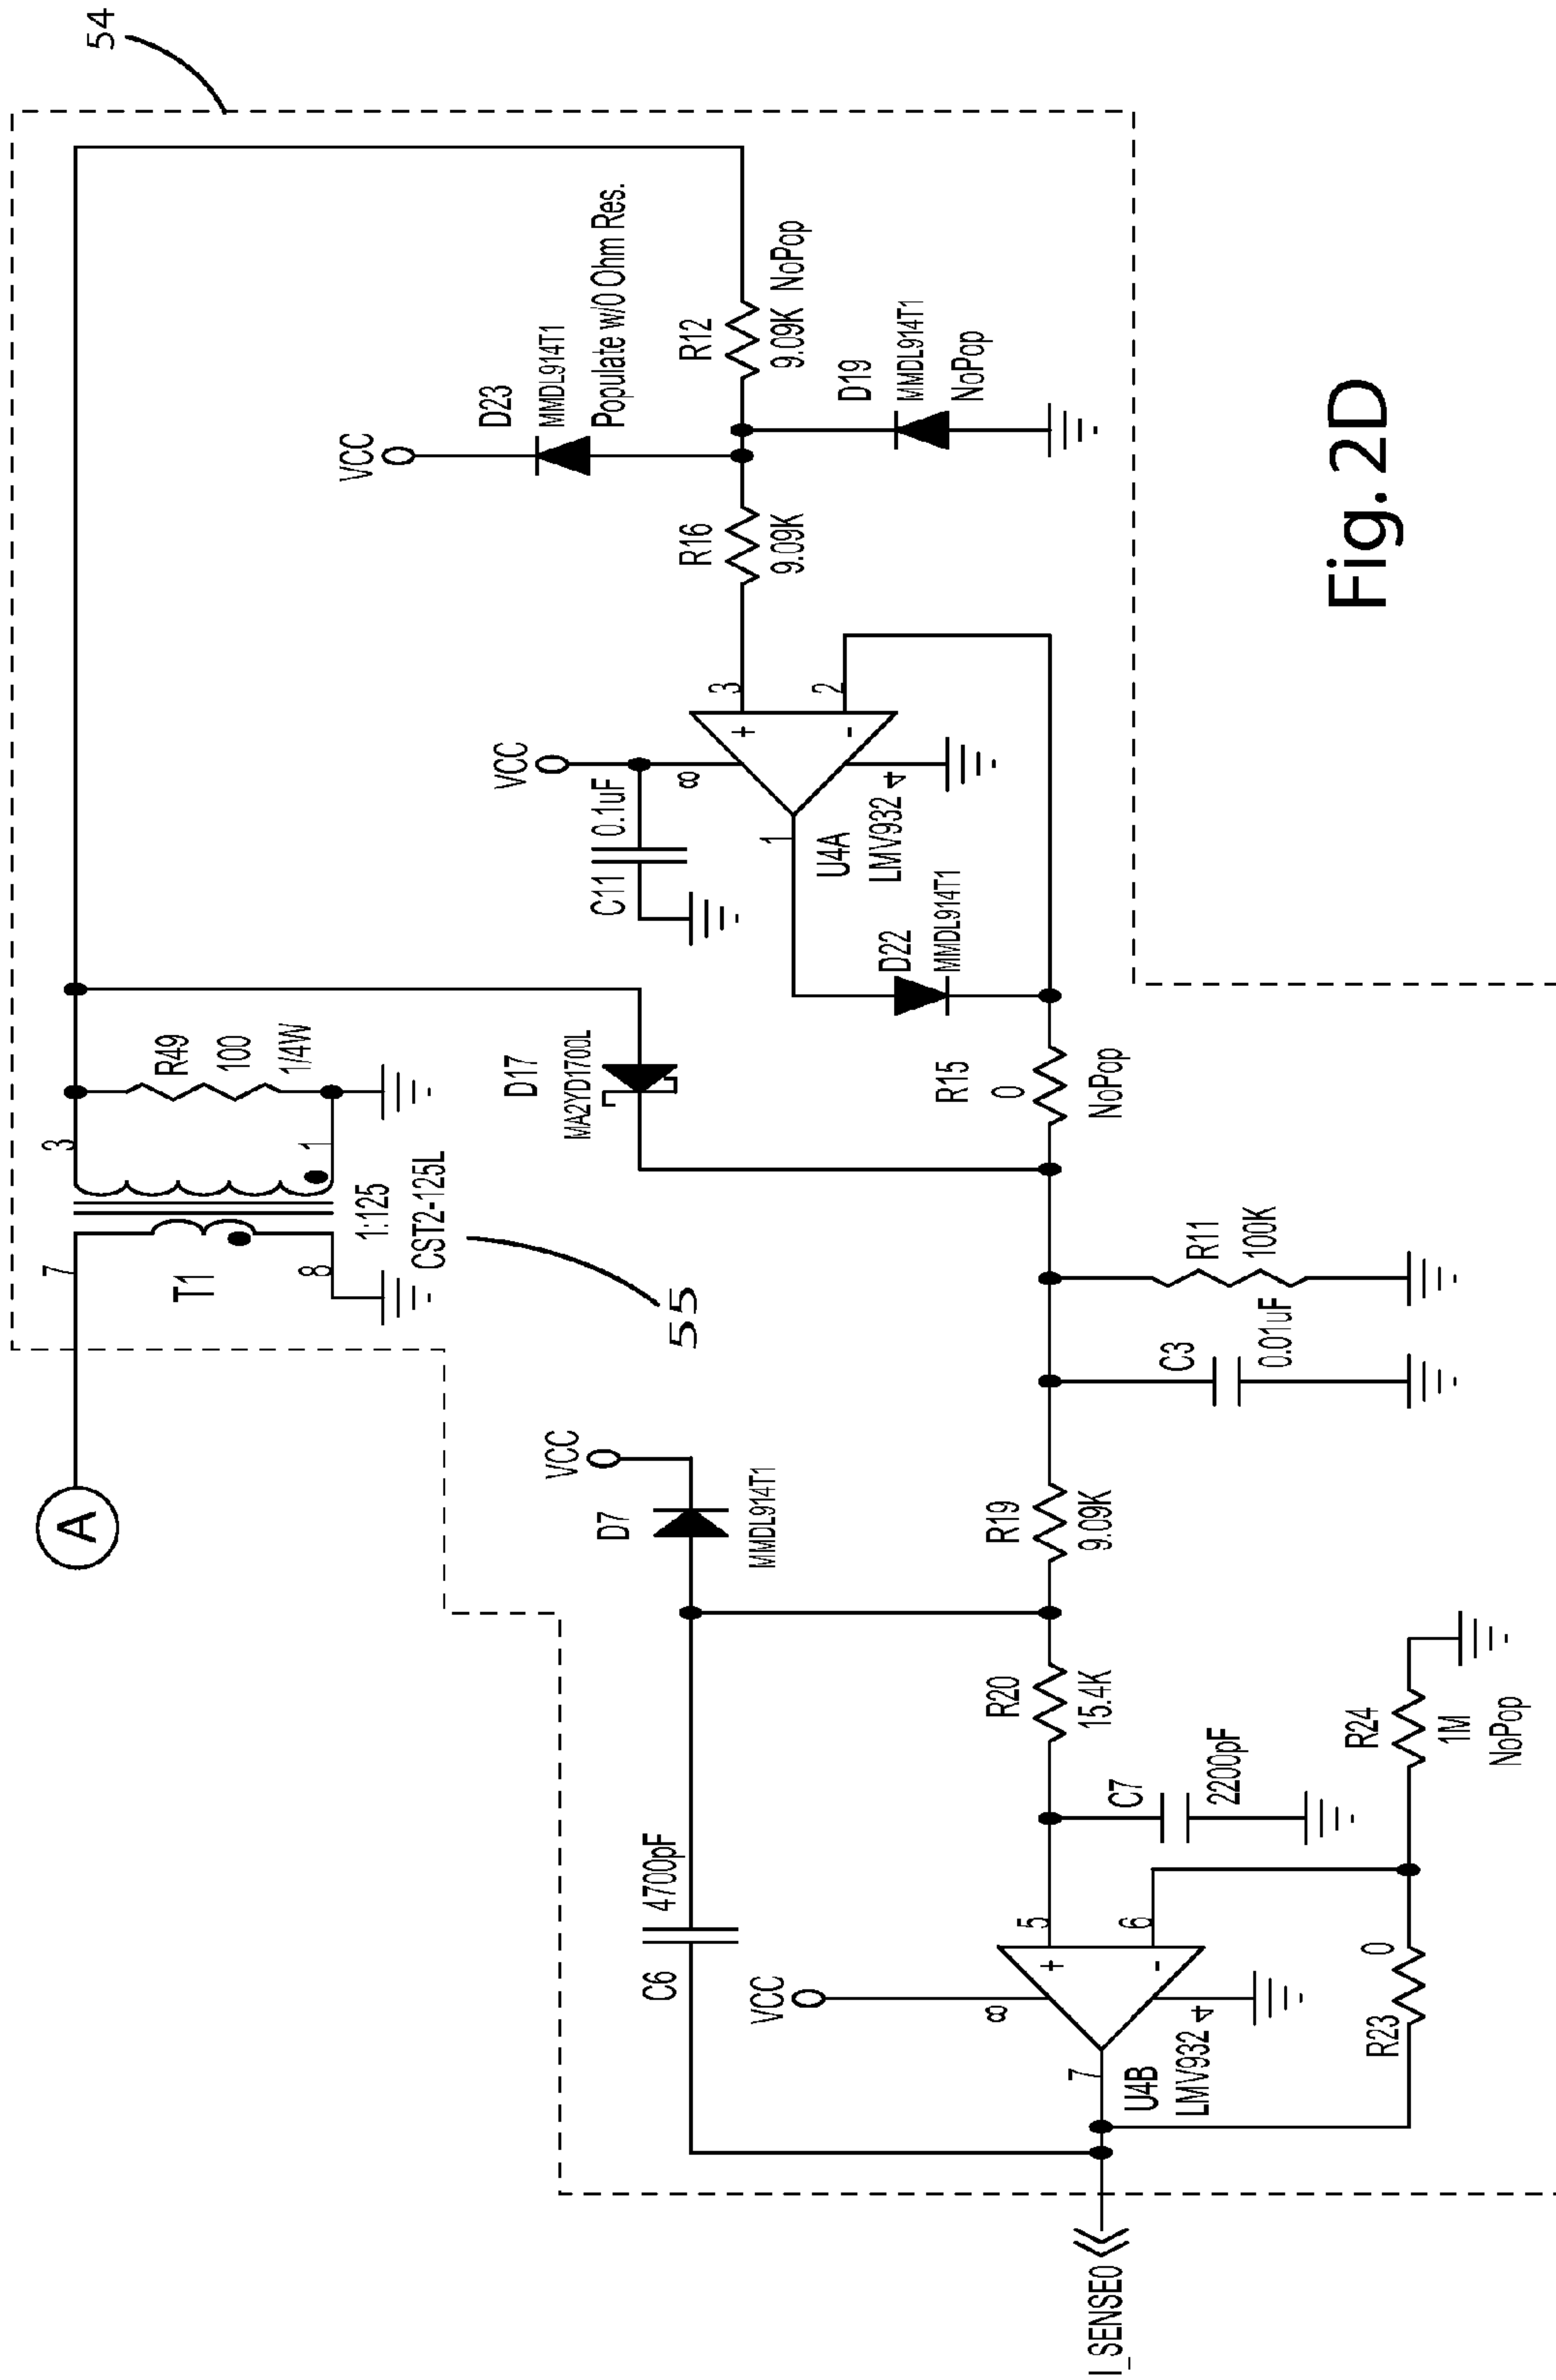 54
A
7
3
T1
8
1
1:125
CST2-125L
R49
100
1/4W
55
D17
MA2YD1700L
VCC
D23
MMDL914T1
Populate w/0 Ohm Res.
R12
9.09K NoPop
D19
MMDL914T1
NoPop
R16
9.09K
VCC
C11 0.1uF
8
3
+
2
-
4
1
U4A
LMV932
D22
MMDL914T1
R15
0
NoPop
R11
100K
C3
0.01uF
VCC
D7
MMDL914T1
R19
9.09K
R20
15.4K
C6 4700pF
C7
2200pF
VCC
8
5
+
6
-
4
7
U4B
LMV932
R23 0
R24
1M
NoPop
I_SENSE0
Fig. 2D